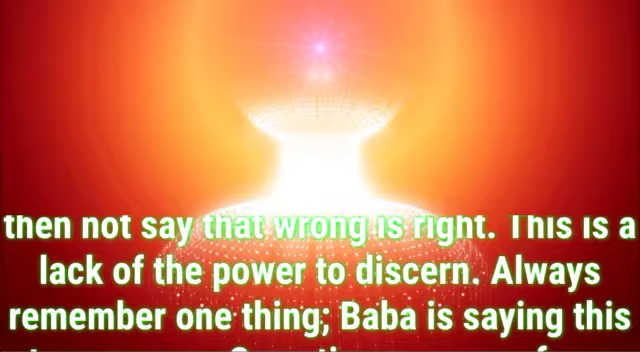 then not say that wrong is right. This is a
lack of the power to discern. Always
remember one thing; Baba is saying this